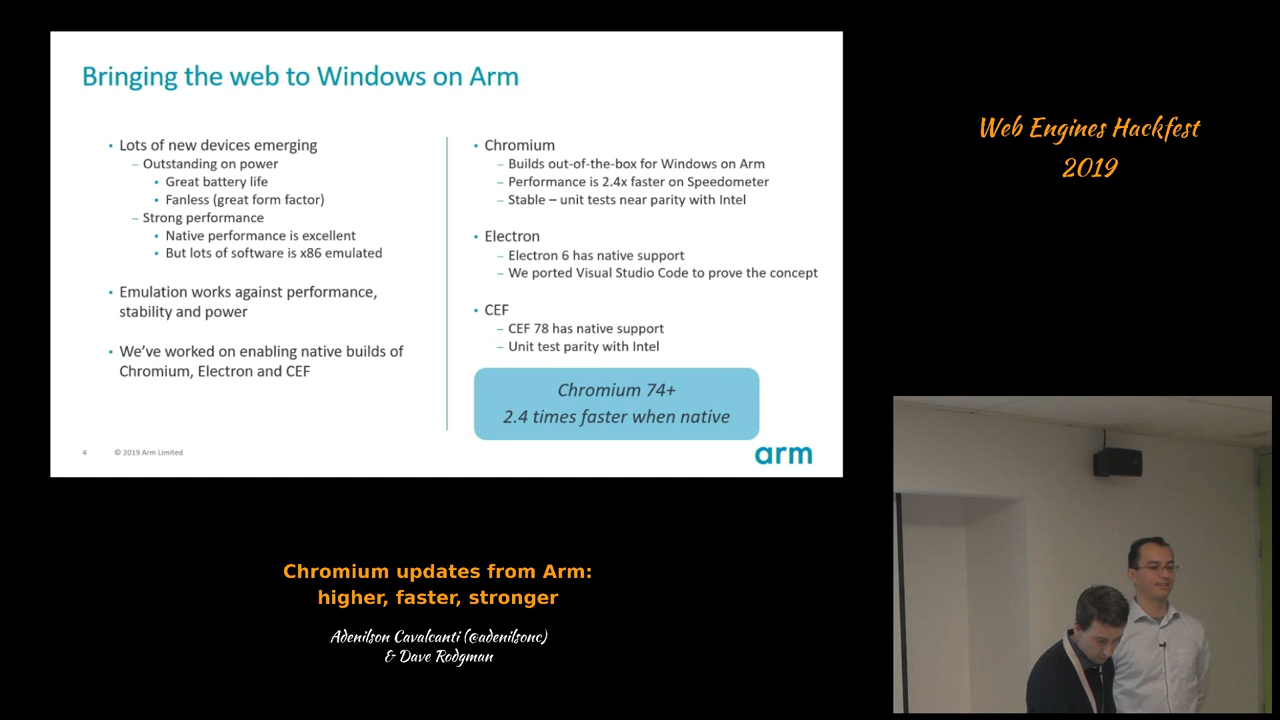 Bringing the web to Windows on Arm
• Lots of new devices emerging
– Outstanding on power
• Great battery life
• Fanless (great form factor)
– Strong performance
• Native performance is excellent
• But lots of software is x86 emulated
• Emulation works against performance,
stability and power
• We've worked on enabling native builds of
Chromium, Electron and CEF
• Chromium
– Builds out-of-the-box for Windows on Arm
– Performance is 2.4x faster on Speedometer
– Stable – unit tests near parity with Intel
• Electron
– Electron 6 has native support
– We ported Visual Studio Code to prove the concept
• CEF
– CEF 78 has native support
– Unit test parity with Intel
Chromium 74+
2.4 times faster when native
4 © 2019 Arm Limited
arm
Web Engines Hackfest
2019
Chromium updates from Arm:
higher, faster, stronger
Adenilson Cavalcanti (@adenilsonc)
& Dave Rodgman